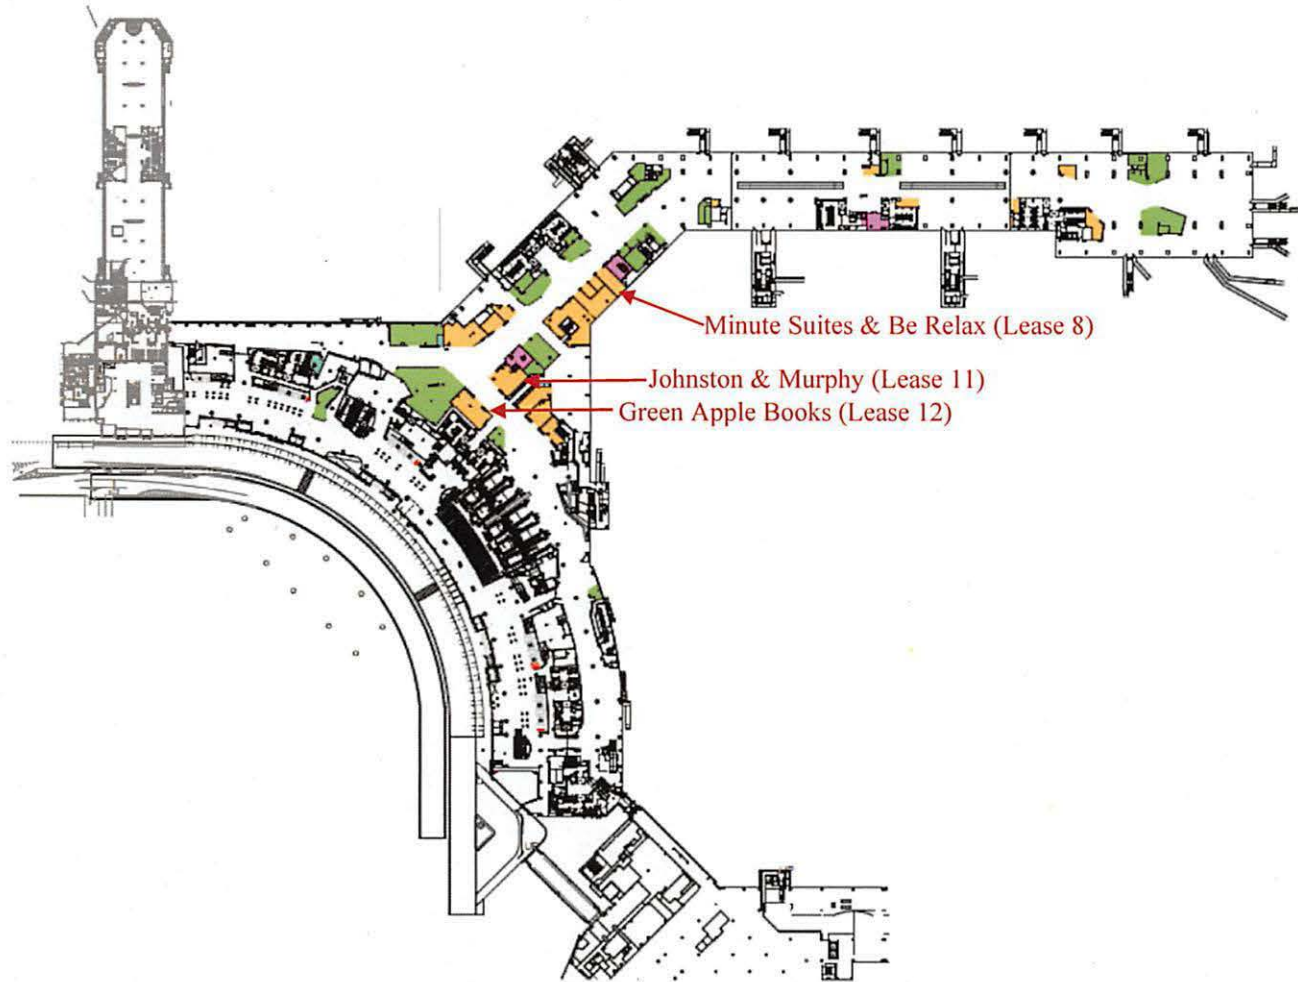 Minute Suites & Be Relax (Lease 8)
Johnston & Murphy (Lease 11)
Green Apple Books (Lease 12)